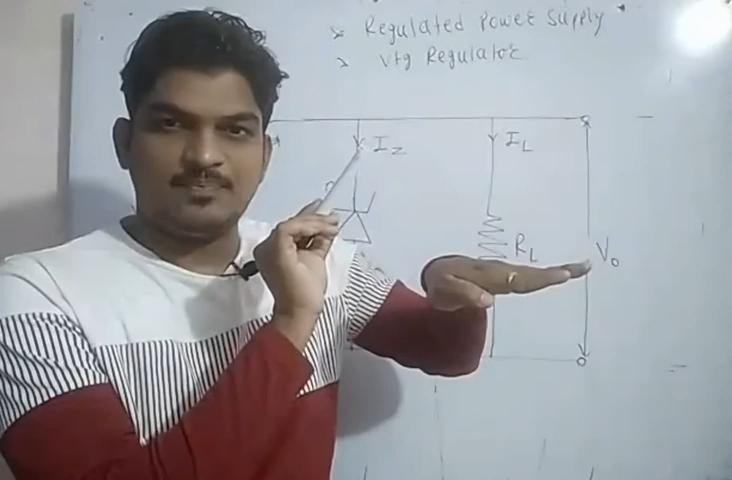 Regulated Power Supply
Vtg Regulator
IZ
IL
RL
Vo